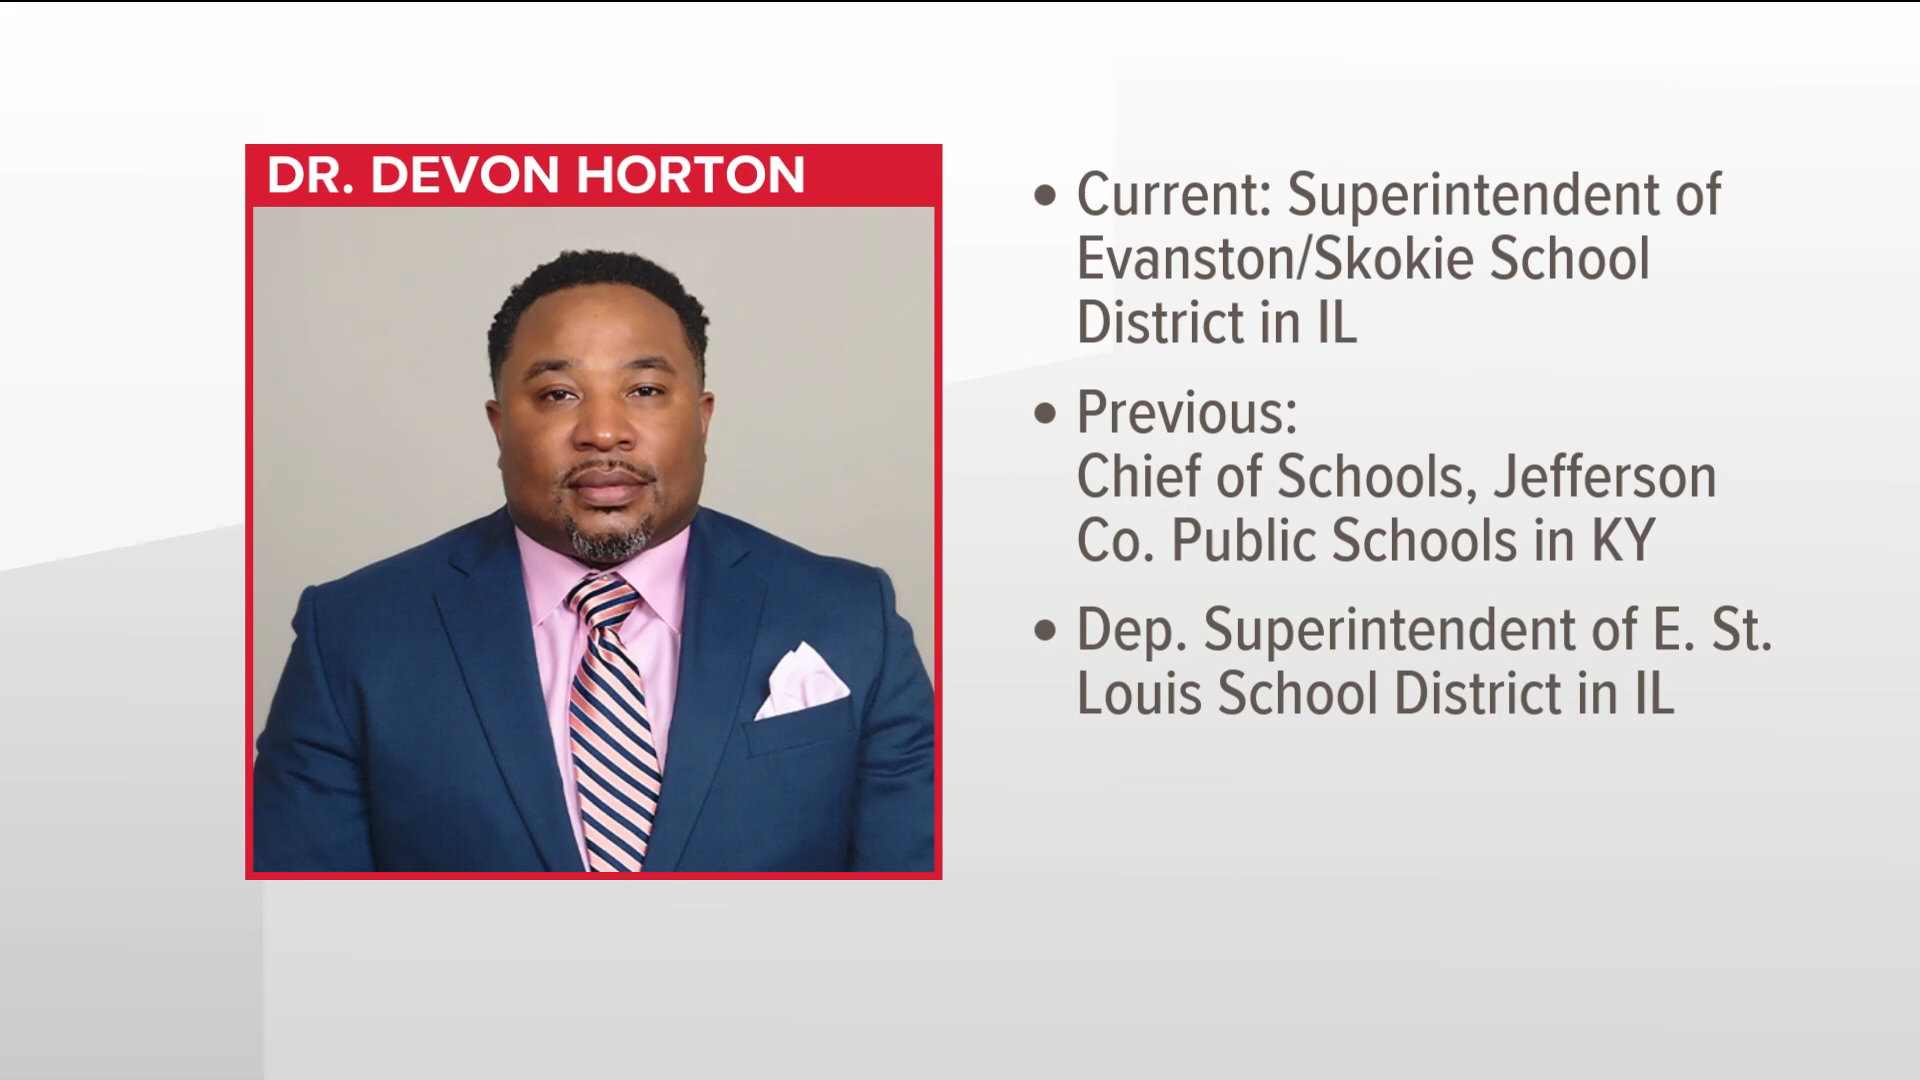 DR. DEVON HORTON
• Current: Superintendent of
Evanston/Skokie School
District in IL
• Previous:
Chief of Schools, Jefferson
Co. Public Schools in KY
• Dep. Superintendent of E. St.
Louis School District in IL